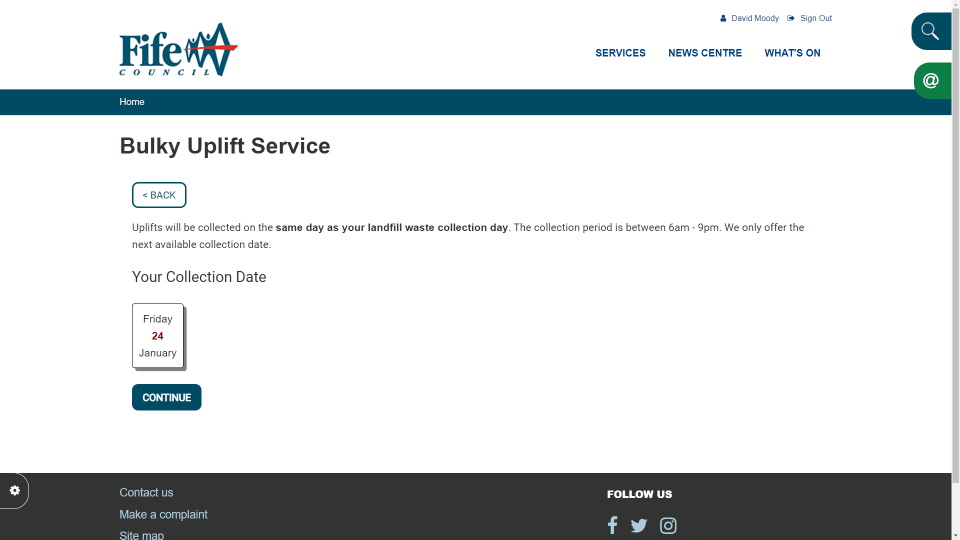 David Moody
Sign Out
Fife
COUNCIL
SERVICES
NEWS CENTRE
WHAT'S ON
@
Home
Bulky Uplift Service
< BACK
Uplifts will be collected on the same day as your landfill waste collection day. The collection period is between 6am - 9pm. We only offer the
next available collection date.
Your Collection Date
Friday
24
January
CONTINUE
Contact us
FOLLOW US
Make a complaint
Site map